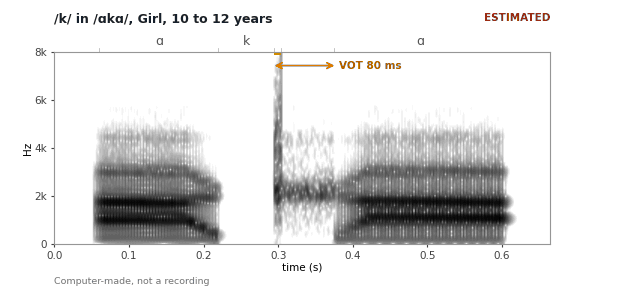 /k/ in /ɑkɑ/, Girl, 10 to 12 years
ESTIMATED
ɑ k ɑ
VOT 80 ms
8k
6k
4k
2k
0
Hz
0.0 0.1 0.2 0.3 0.4 0.5 0.6
time (s)
Computer-made, not a recording